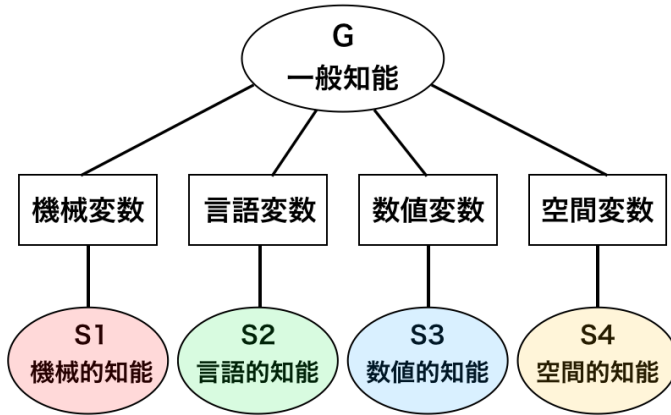 G
一般知能
機械変数
言語変数
数値変数
空間変数
S1
機械的知能
S2
言語的知能
S3
数値的知能
S4
空間的知能